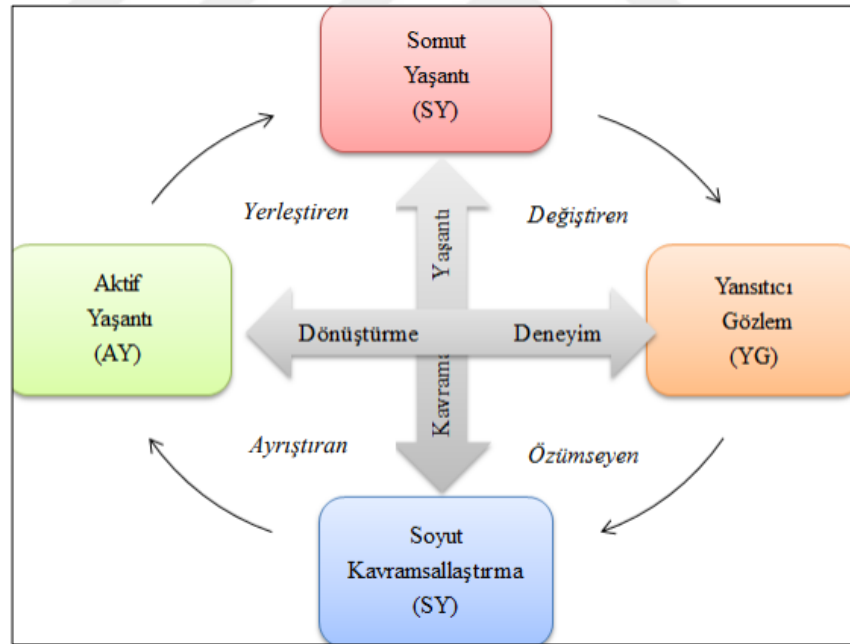 Somut
Yaşantı
(SY)
Yerleştiren
Değiştiren
Yaşantı
Aktif
Yaşantı
(AY)
Dönüştürme
Deneyim
Yansıtıcı
Gözlem
(YG)
Kavrama
Ayrıştıran
Özümseyen
Soyut
Kavramsallaştırma
(SY)